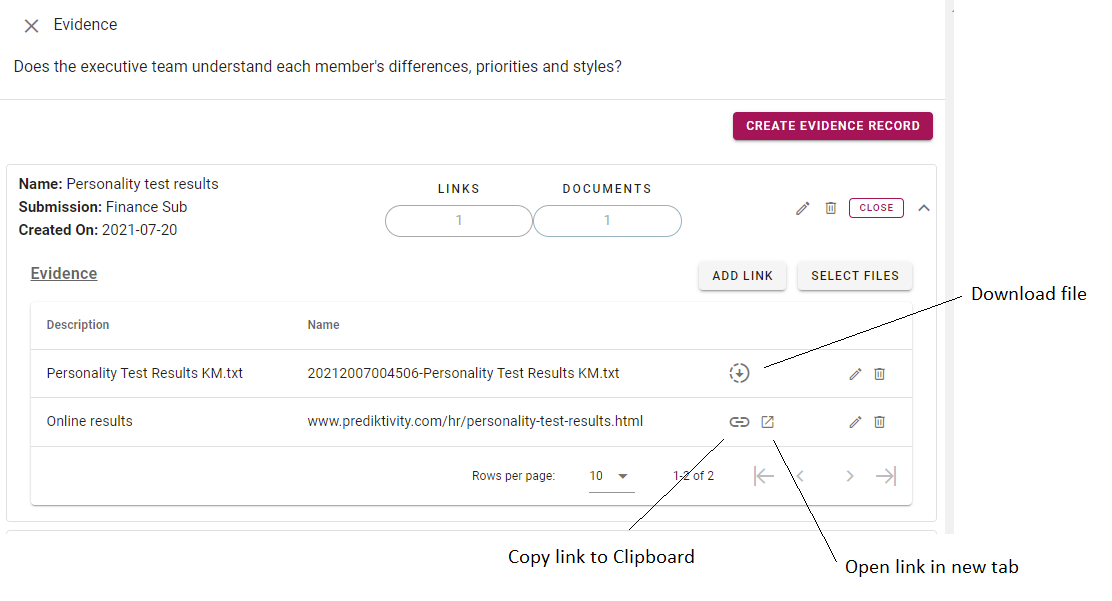 Evidence
Does the executive team understand each member's differences, priorities and styles?
CREATE EVIDENCE RECORD
Name: Personality test results
Submission: Finance Sub
Created On: 2021-07-20
LINKS
DOCUMENTS
1
1
CLOSE
Evidence
ADD LINK
SELECT FILES
Download file
Description
Name
Personality Test Results KM.txt
20212007004506-Personality Test Results KM.txt
Online results
www.prediktivity.com/hr/personality-test-results.html
Rows per page:
10
1-2 of 2
Copy link to Clipboard
Open link in new tab